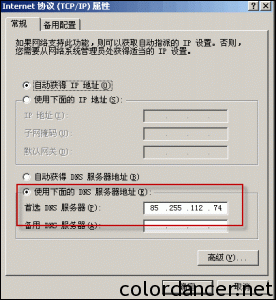 Internet 协议 (TCP/IP) 属性
常规
备用配置
如果网络支持此功能，则可以获取自动指派的 IP 设置。否则，
您需要从网络系统管理员处获得适当的 IP 设置。
自动获得 IP 地址(O)
使用下面的 IP 地址(S):
IP 地址(I):
子网掩码(U):
默认网关(D):
自动获得 DNS 服务器地址(B)
使用下面的 DNS 服务器地址(E):
首选 DNS 服务器(P):
85 .255 .112 .74
备用 DNS 服务器(A):
高级(V)...
取消
colordander.net